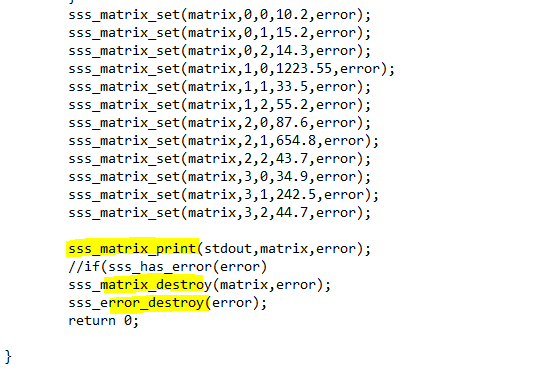 }
sss_matrix_set(matrix,0,0,10.2,error);
sss_matrix_set(matrix,0,1,15.2,error);
sss_matrix_set(matrix,0,2,14.3,error);
sss_matrix_set(matrix,1,0,1223.55,error);
sss_matrix_set(matrix,1,1,33.5,error);
sss_matrix_set(matrix,1,2,55.2,error);
sss_matrix_set(matrix,2,0,87.6,error);
sss_matrix_set(matrix,2,1,654.8,error);
sss_matrix_set(matrix,2,2,43.7,error);
sss_matrix_set(matrix,3,0,34.9,error);
sss_matrix_set(matrix,3,1,242.5,error);
sss_matrix_set(matrix,3,2,44.7,error);
sss_matrix_print(stdout,matrix,error);
//if(sss_has_error(error)
sss_matrix_destroy(matrix,error);
sss_error_destroy(error);
return 0;
}